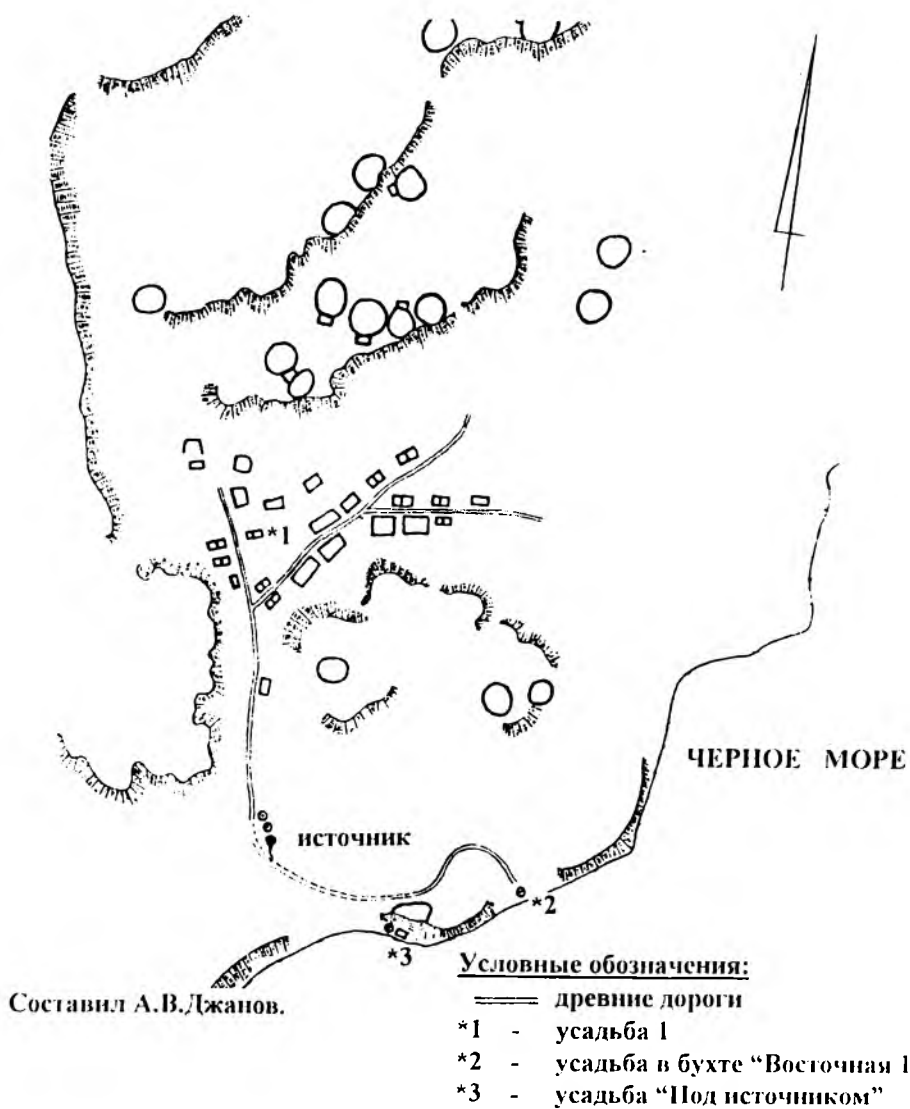 *1
ЧЕРНОЕ МОРЕ
источник
*2
*3
Условные обозначения:
Составил А.В.Джанов.
древние дороги
*1 - усадьба 1
*2 - усадьба в бухте “Восточная 1
*3 - усадьба “Под источником”